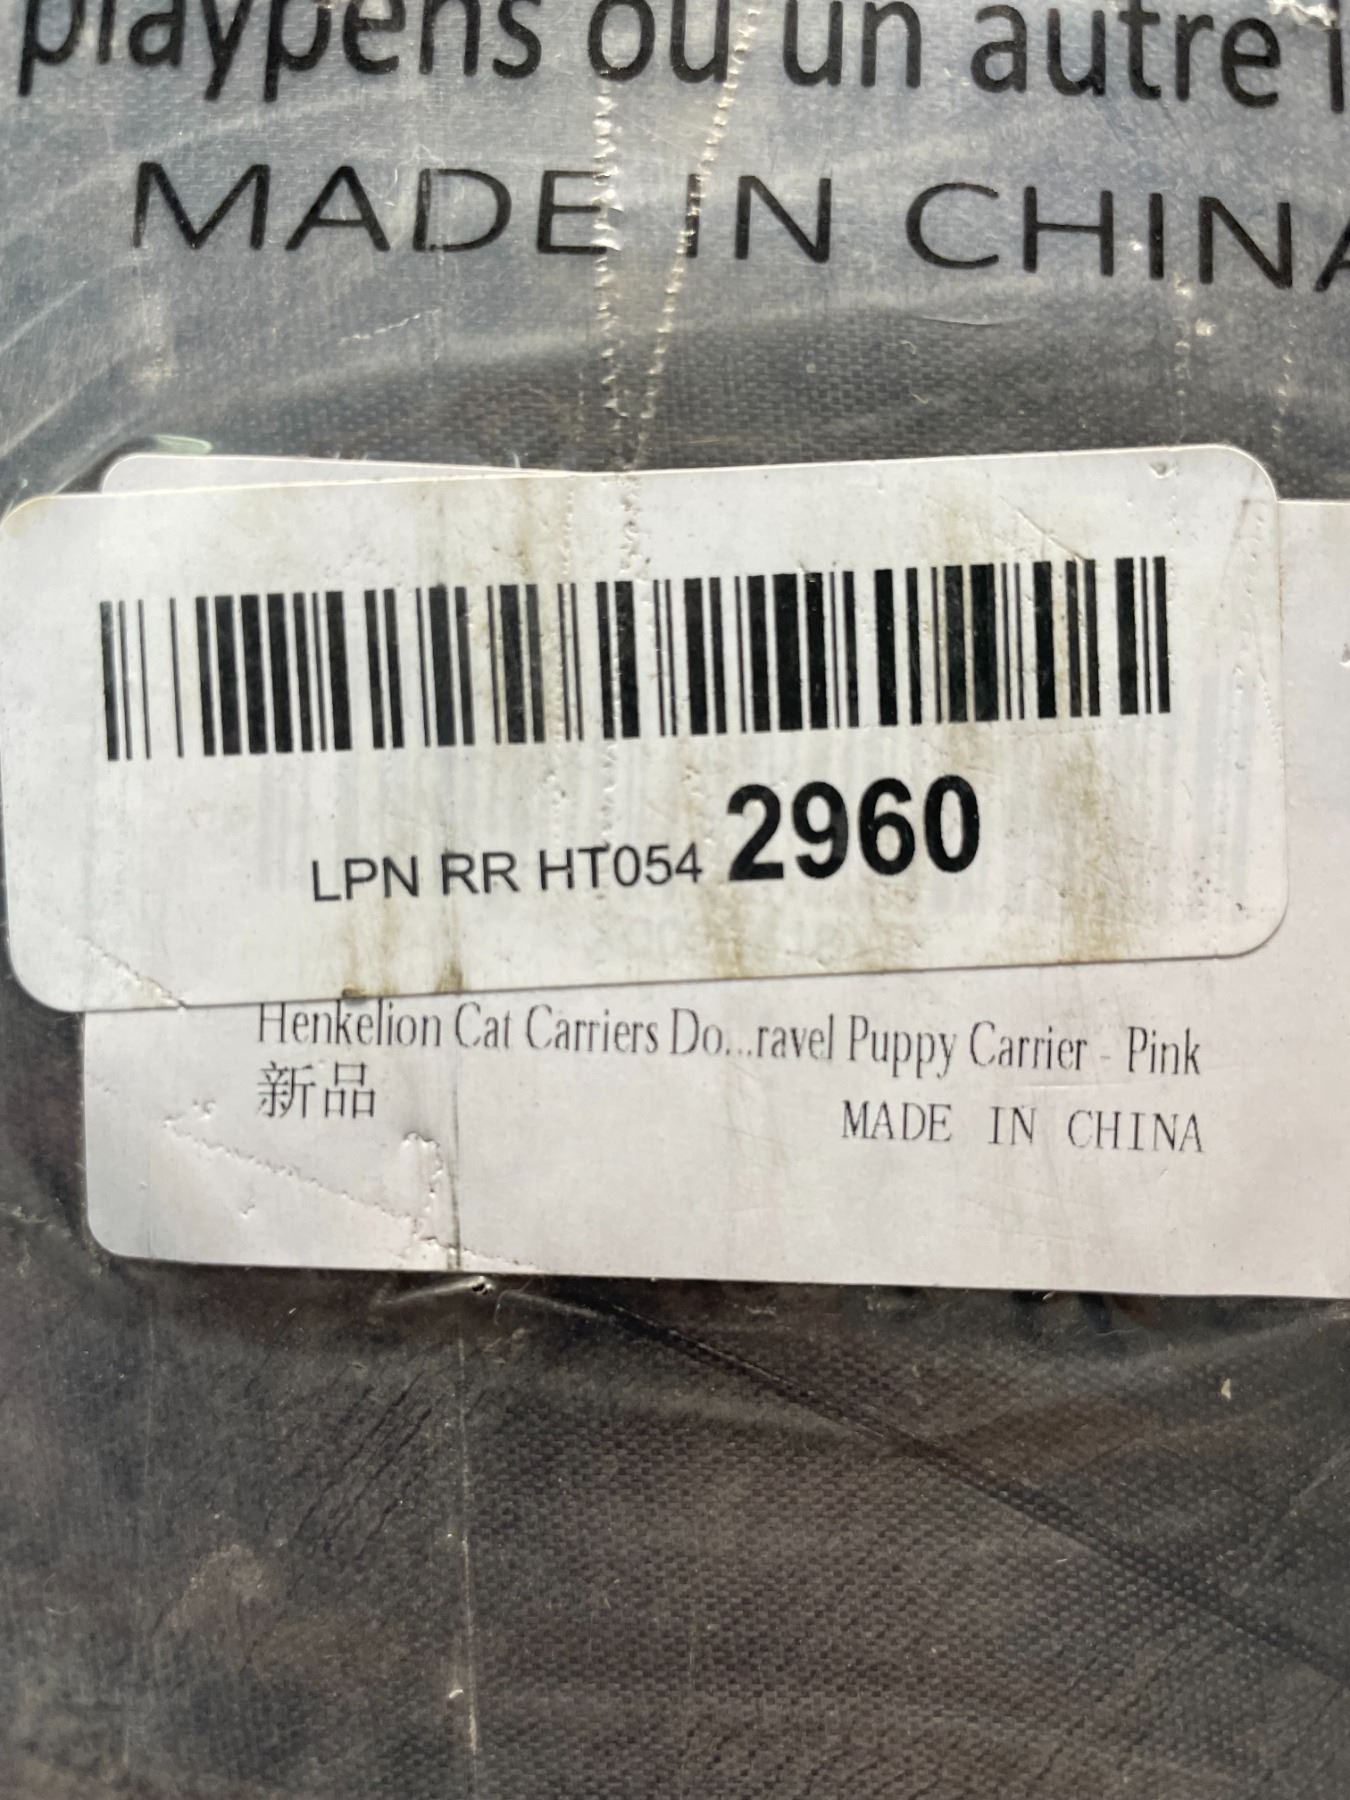 playpens ou un autre
MADE IN CHINA
LPN RR HT054 2960
Henkelion Cat Carriers Do...ravel Puppy Carrier - Pink
新品
MADE IN CHINA